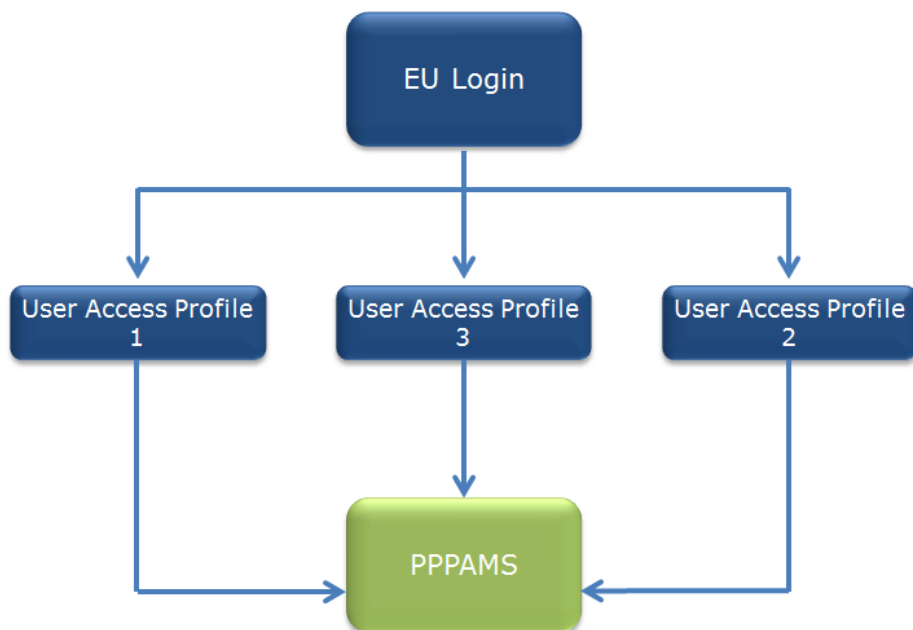 EU Login
User Access Profile
1
User Access Profile
3
User Access Profile
2
PPPAMS